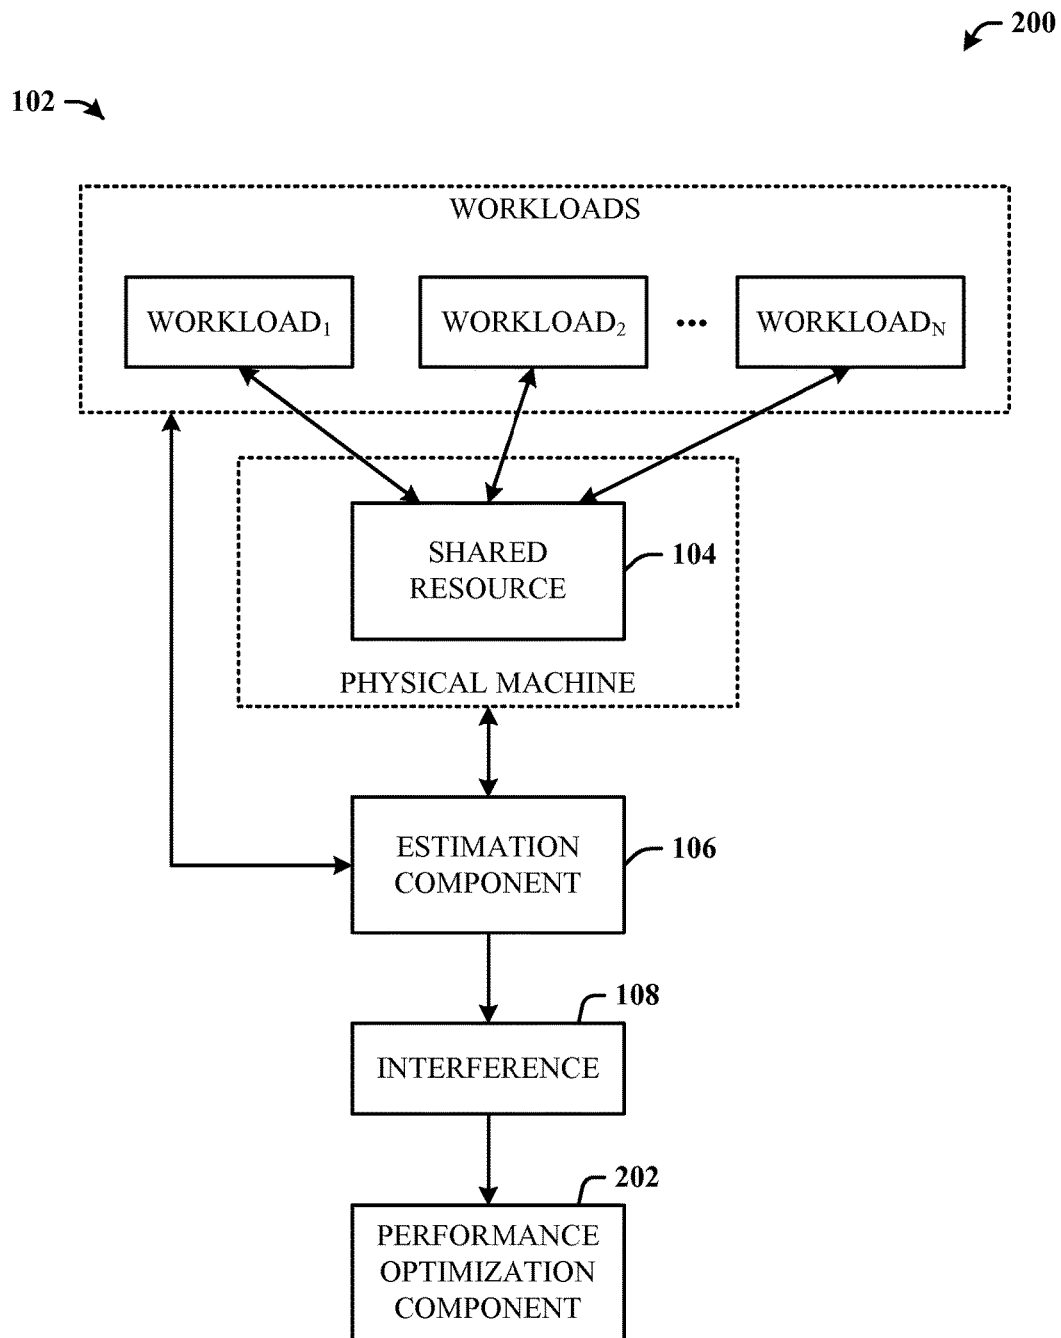 200
102
WORKLOADS
WORKLOAD₁
WORKLOAD₂
•••
WORKLOADN
SHARED
RESOURCE
104
PHYSICAL MACHINE
ESTIMATION
COMPONENT
106
108
INTERFERENCE
202
PERFORMANCE
OPTIMIZATION
COMPONENT